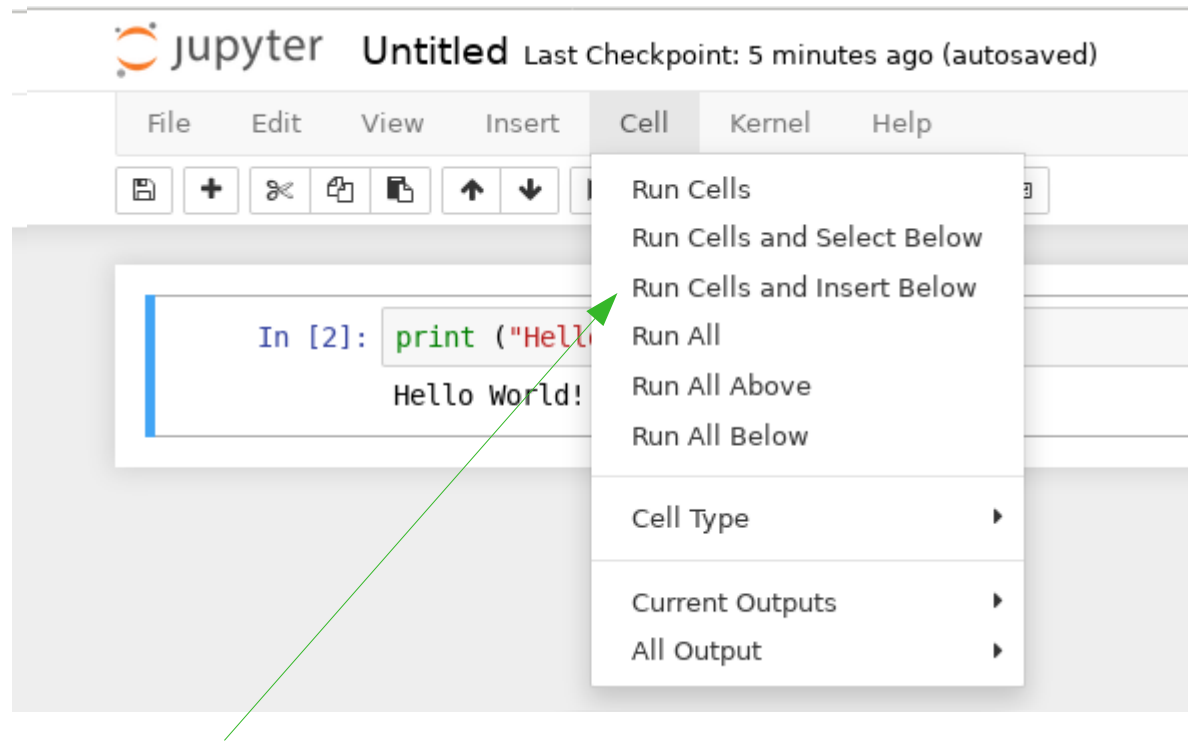 jupyter Untitled Last Checkpoint: 5 minutes ago (autosaved)
File Edit View Insert Cell Kernel Help
Run Cells
Run Cells and Select Below
Run Cells and Insert Below
In [2]: print ("Hello
Run All
Hello World!
Run All Above
Run All Below
Cell Type
Current Outputs
All Output